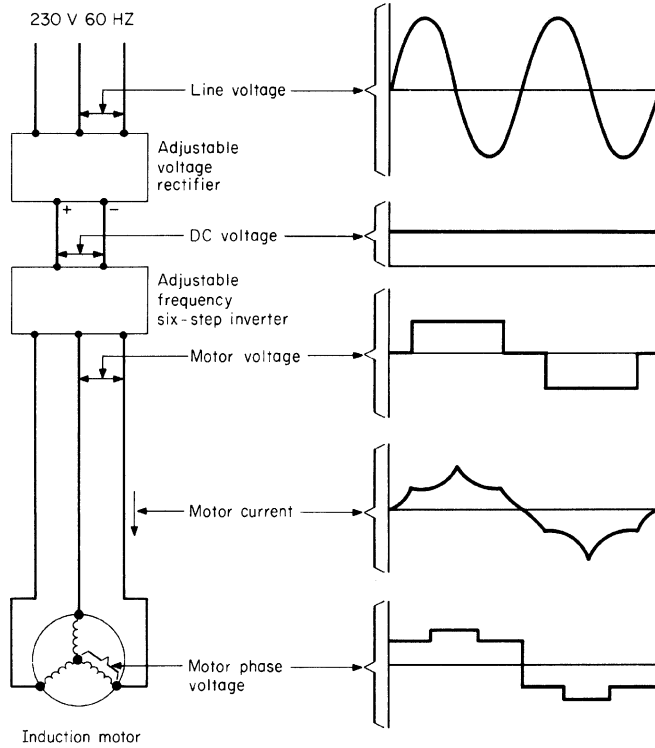 230 V 60 HZ
Line voltage
Adjustable
voltage
rectifier
+ −
DC voltage
Adjustable
frequency
six-step inverter
Motor voltage
Motor current
Motor phase
voltage
Induction motor